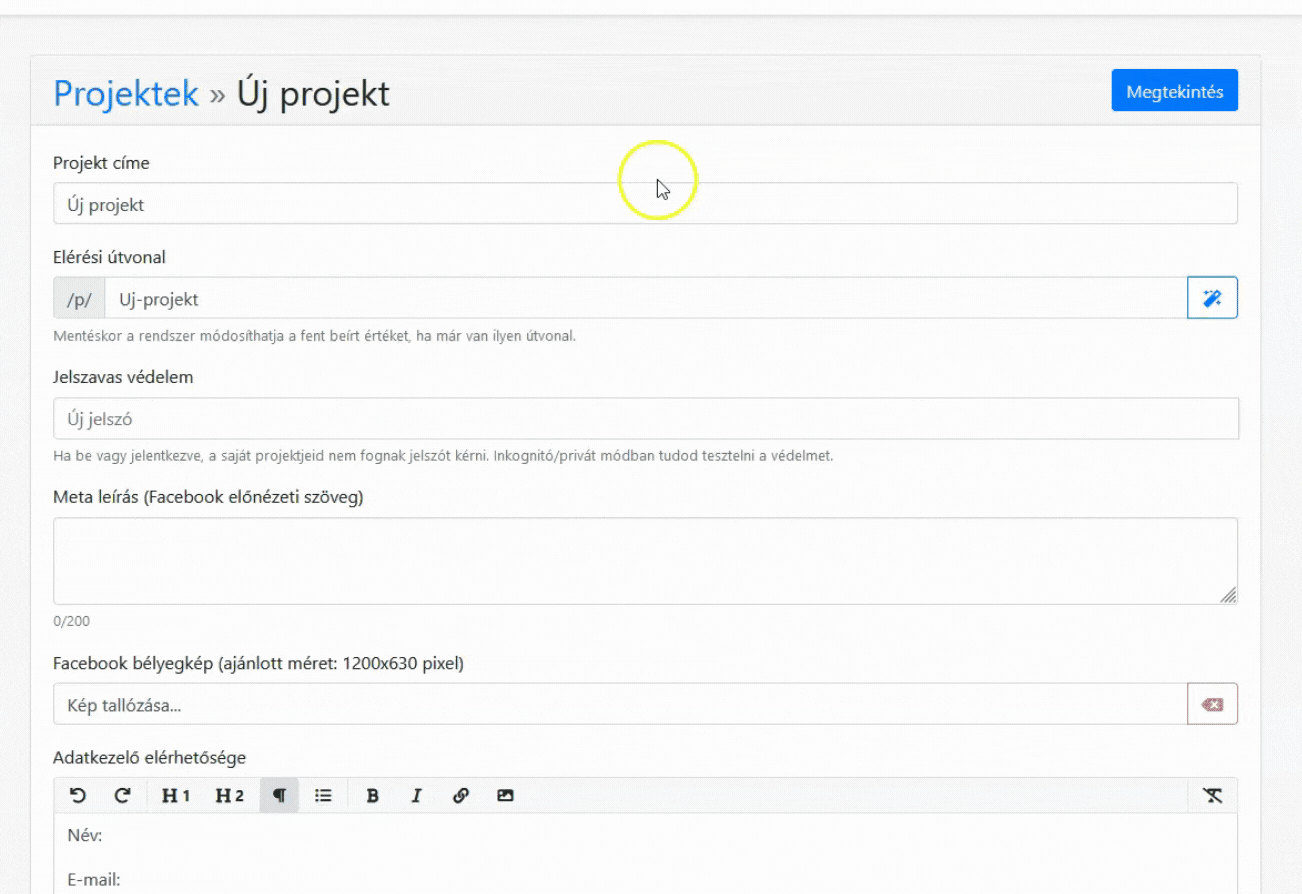 Projektek » Új projekt
Megtekintés
Projekt címe
Új projekt
Elérési útvonal
/p/ Uj-projekt
Mentéskor a rendszer módosíthatja a fent beírt értéket, ha már van ilyen útvonal.
Jelszavas védelem
Új jelszó
Ha be vagy jelentkezve, a saját projektjeid nem fognak jelszót kérni. Inkognitó/privát módban tudod tesztelni a védelmet.
Meta leírás (Facebook előnézeti szöveg)
0/200
Facebook bélyegkép (ajánlott méret: 1200x630 pixel)
Kép tallózása...
Adatkezelő elérhetősége
H1 H2 ¶ B I
Név:
E-mail: